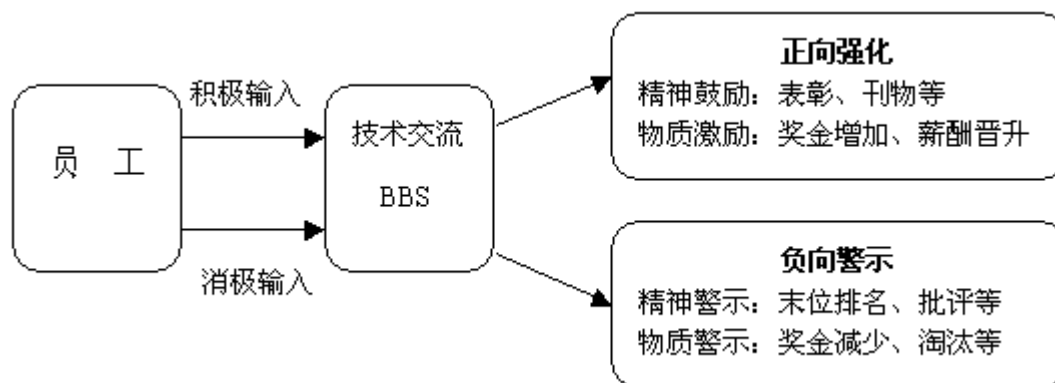 员 工
积极输入
消极输入
技术交流
BBS
正向强化
精神鼓励：表彰、刊物等
物质激励：奖金增加、薪酬晋升
负向警示
精神警示：末位排名、批评等
物质警示：奖金减少、淘汰等